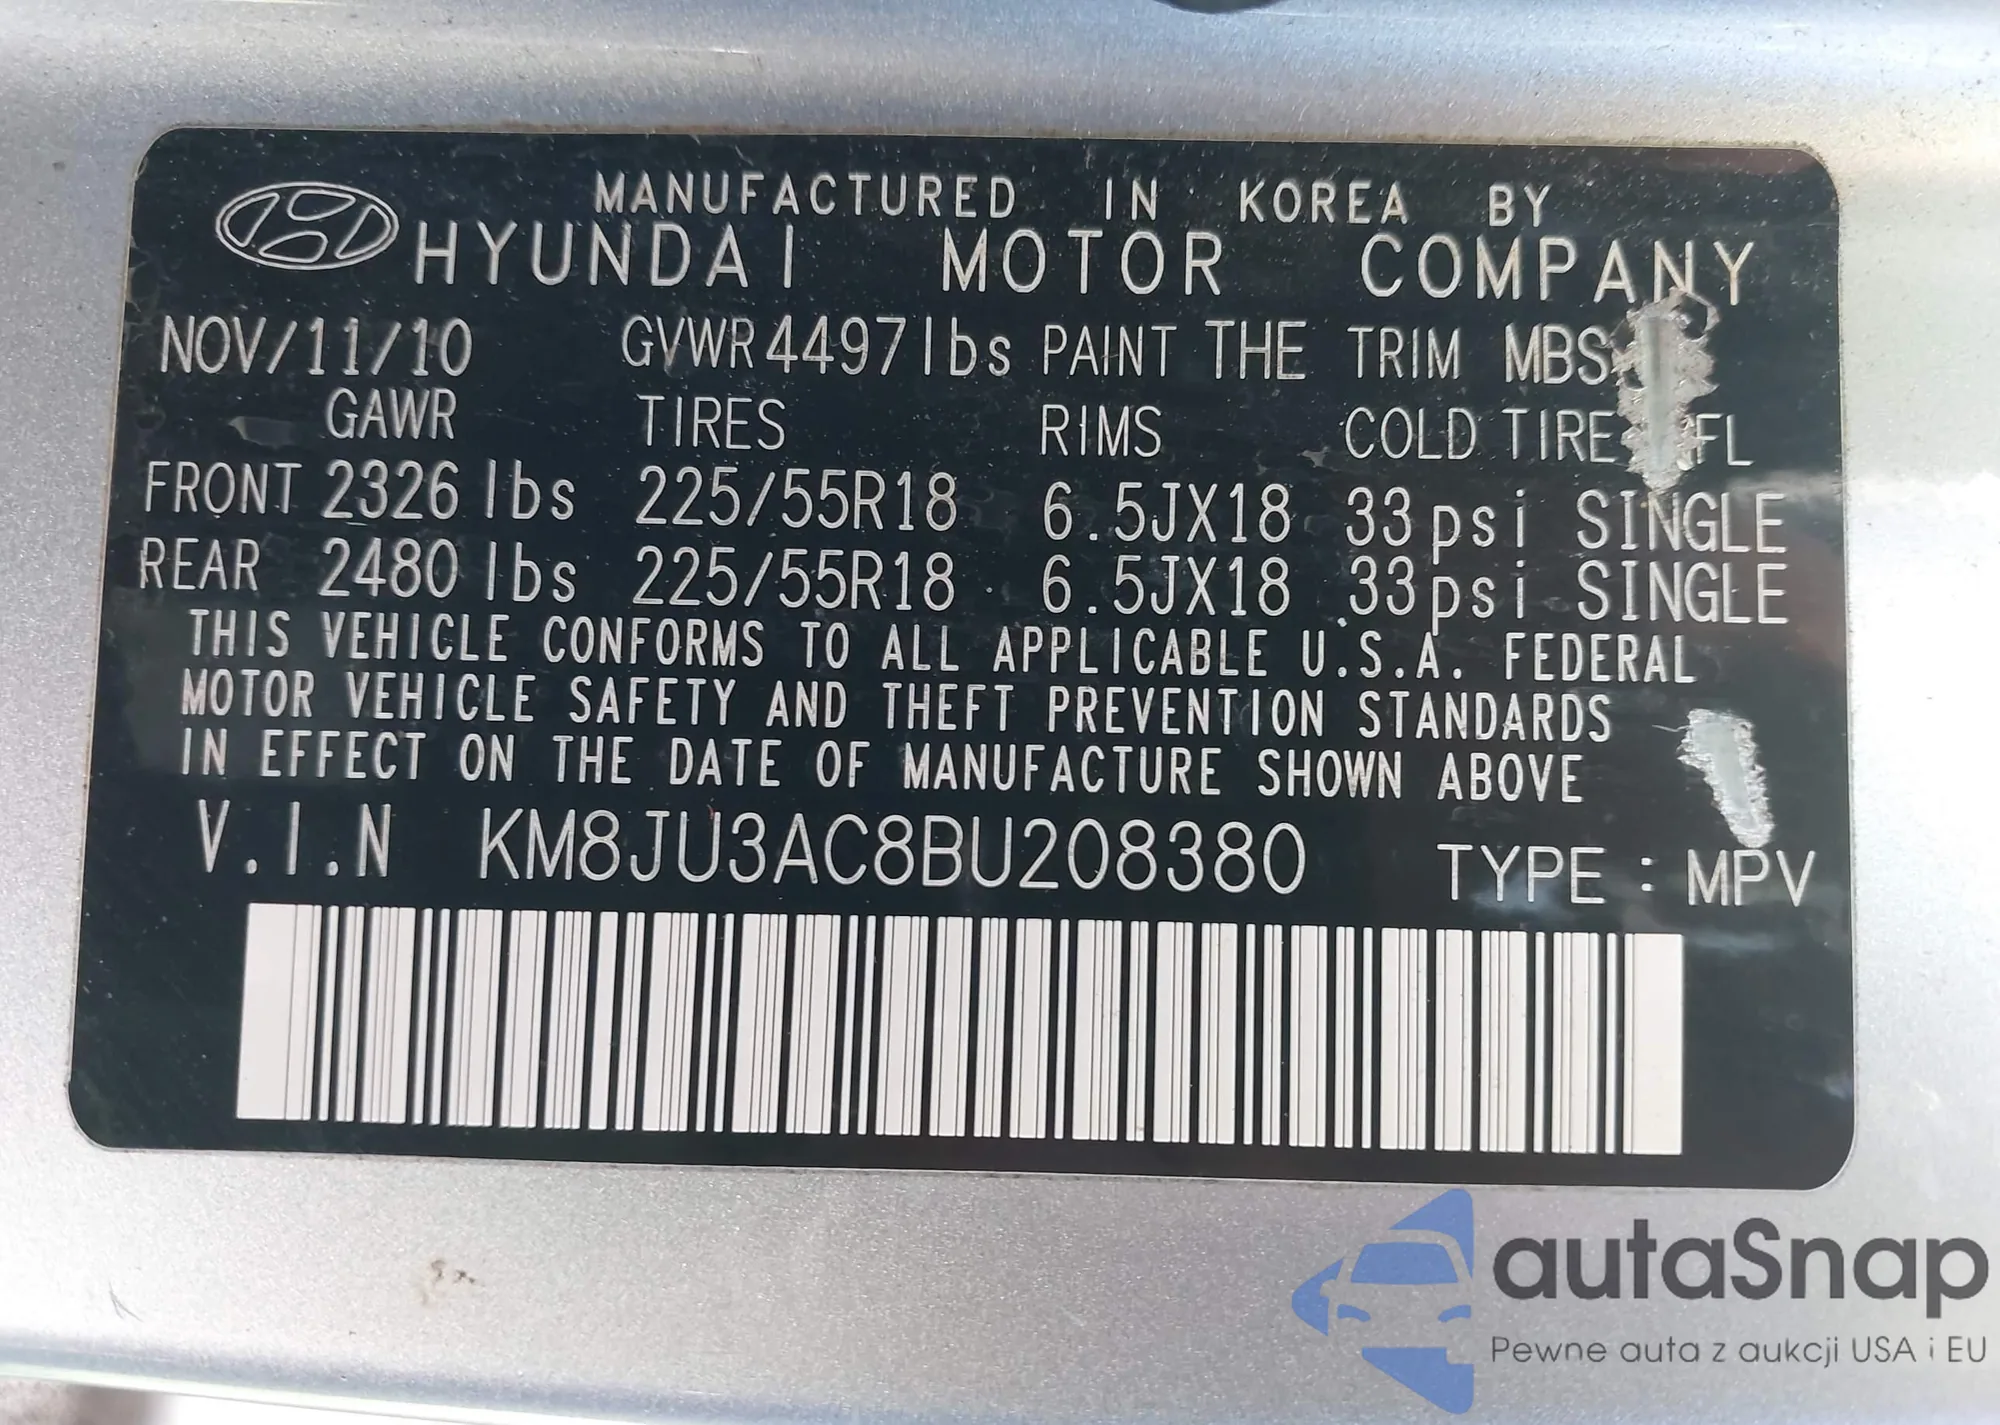 MANUFACTURED IN KOREA BY
HYUNDAI MOTOR COMPANY
NOV/11/10 GVWR 4497 lbs PAINT THE TRIM MBS
GAWR TIRES RIMS COLD TIRE
FRONT 2326 lbs 225/55R18 6.5JX18 33 psi SINGLE
REAR 2480 lbs 225/55R18 6.5JX18 33 psi SINGLE
THIS VEHICLE CONFORMS TO ALL APPLICABLE U.S.A. FEDERAL
MOTOR VEHICLE SAFETY AND THEFT PREVENTION STANDARDS
IN EFFECT ON THE DATE OF MANUFACTURE SHOWN ABOVE
V.I.N KM8JU3AC8BU208380 TYPE : MPV
autaSnap
Pewne auta z aukcji USA i EU